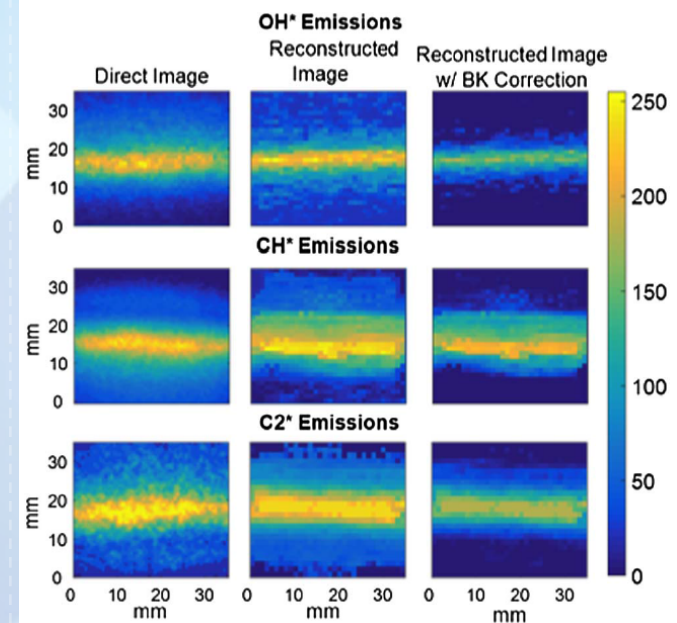 OH* Emissions
Direct Image
Reconstructed
Image
Reconstructed Image
w/ BK Correction
mm
30
20
10
0
250
200
150
100
50
0
CH* Emissions
mm
30
20
10
0
C2* Emissions
mm
30
20
10
0
0 10 20 30
mm
0 10 20 30
mm
0 10 20 30
mm